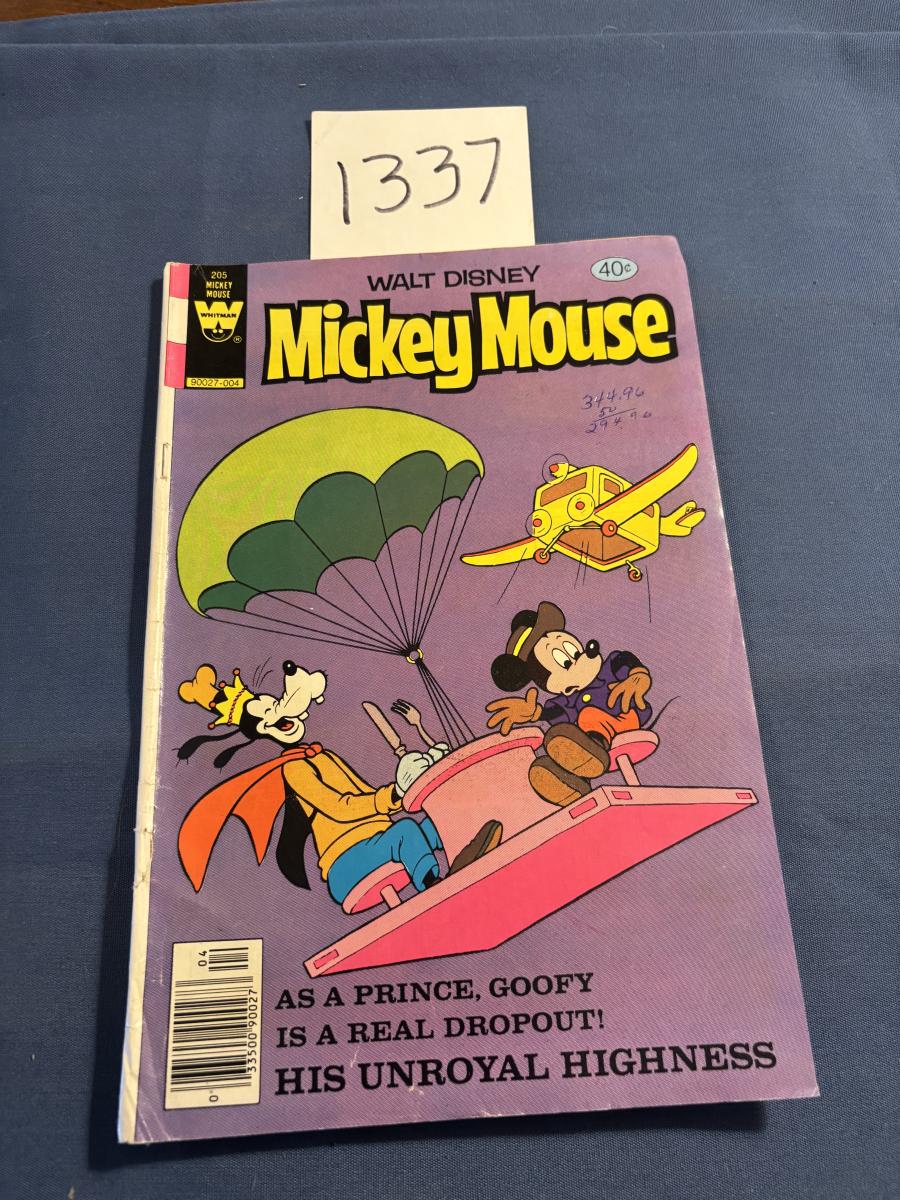 1337
205
MICKEY
MOUSE
WHITMAN
90027-004
WALT DISNEY
40¢
Mickey Mouse
344.96
50
294.96
AS A PRINCE, GOOFY
IS A REAL DROPOUT!
HIS UNROYAL HIGHNESS
04
0
33500 90027